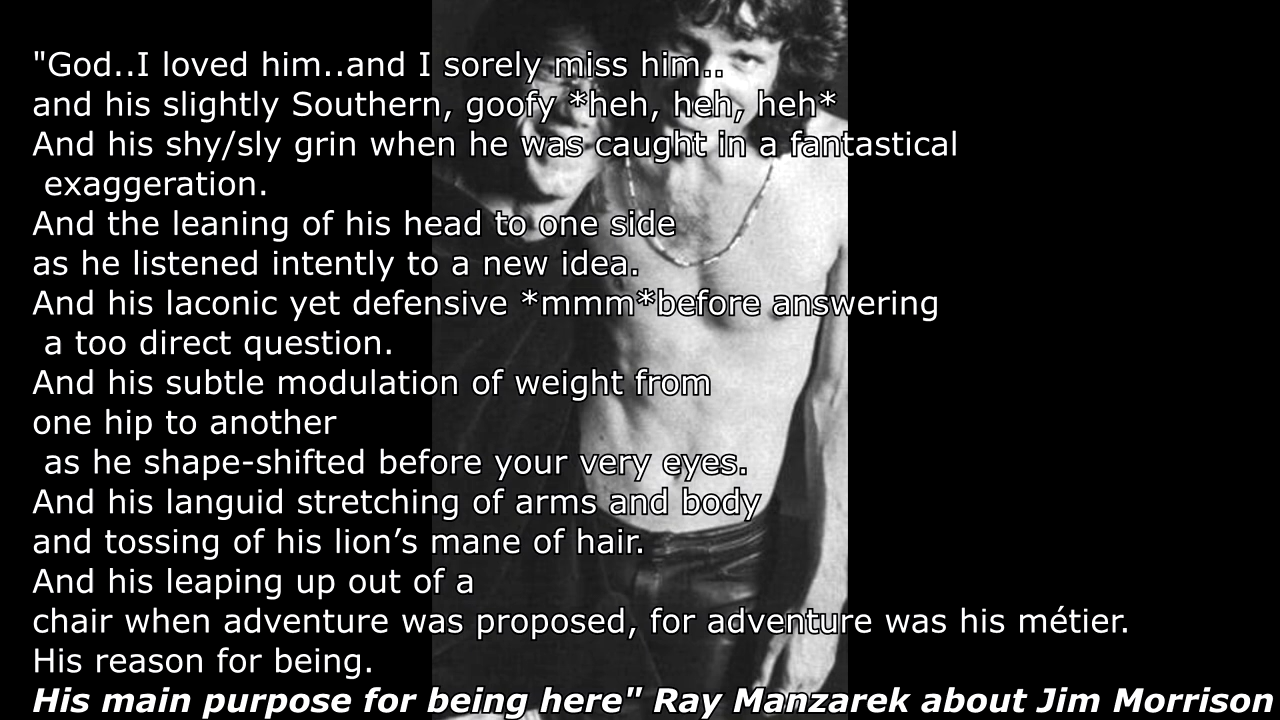 "God..I loved him..and I sorely miss him..
and his slightly Southern, goofy *heh, heh, heh*
And his shy/sly grin when he was caught in a fantastical
exaggeration.
And the leaning of his head to one side
as he listened intently to a new idea.
And his laconic yet defensive *mmm*before answering
a too direct question.
And his subtle modulation of weight from
one hip to another
as he shape-shifted before your very eyes.
And his languid stretching of arms and body
and tossing of his lion’s mane of hair.
And his leaping up out of a
chair when adventure was proposed, for adventure was his métier.
His reason for being.
His main purpose for being here" Ray Manzarek about Jim Morrison